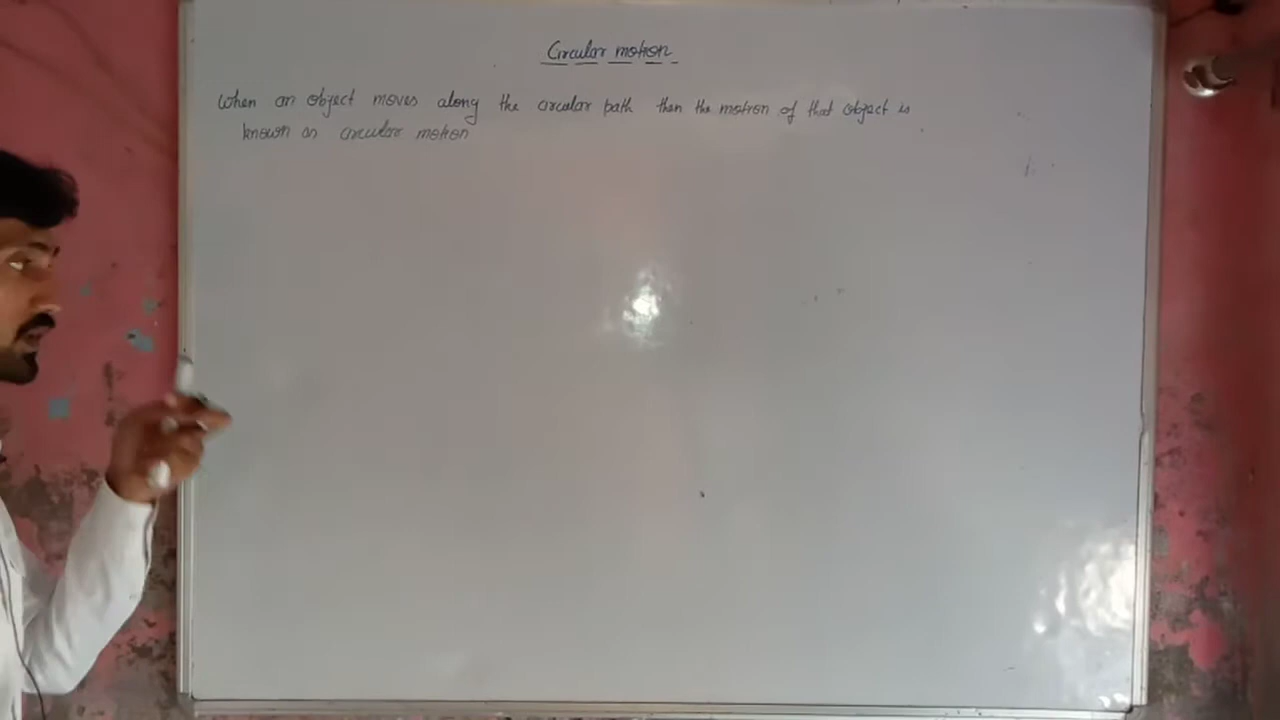 Circular motion
When an object moves along the circular path then the motion of that object is
known as circular motion